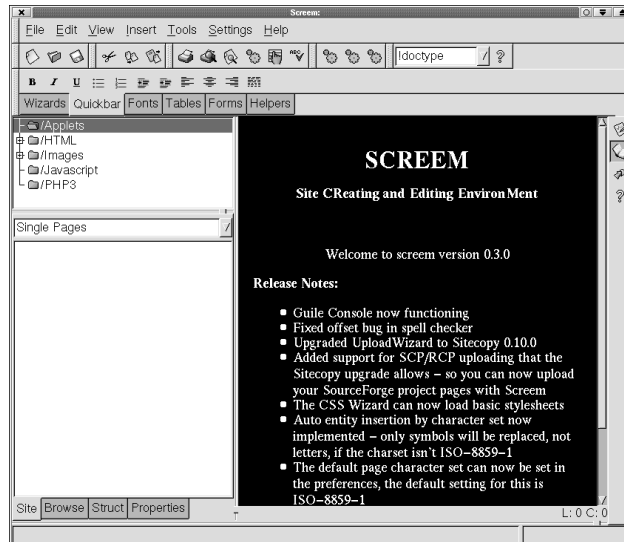 Screem:
File Edit View Insert Tools Settings Help
ABC !doctype / ?
B I U
Wizards Quickbar Fonts Tables Forms Helpers
/Applets
/HTML
/Images
/Javascript
/PHP3
Single Pages
Site Browse Struct Properties
SCREEM
Site CReating and Editing EnvironMent
Welcome to screem version 0.3.0
Release Notes:
Guile Console now functioning
Fixed offset bug in spell checker
Upgraded UploadWizard to Sitecopy 0.10.0
Added support for SCP/RCP uploading that the
Sitecopy upgrade allows – so you can now upload
your SourceForge project pages with Screem
The CSS Wizard can now load basic stylesheets
Auto entity insertion by character set now
implemented – only symbols will be replaced, not
letters, if the charset isn't ISO–8859–1
The default page character set can now be set in
the preferences, the default setting for this is
ISO–8859–1
L: 0 C: 0